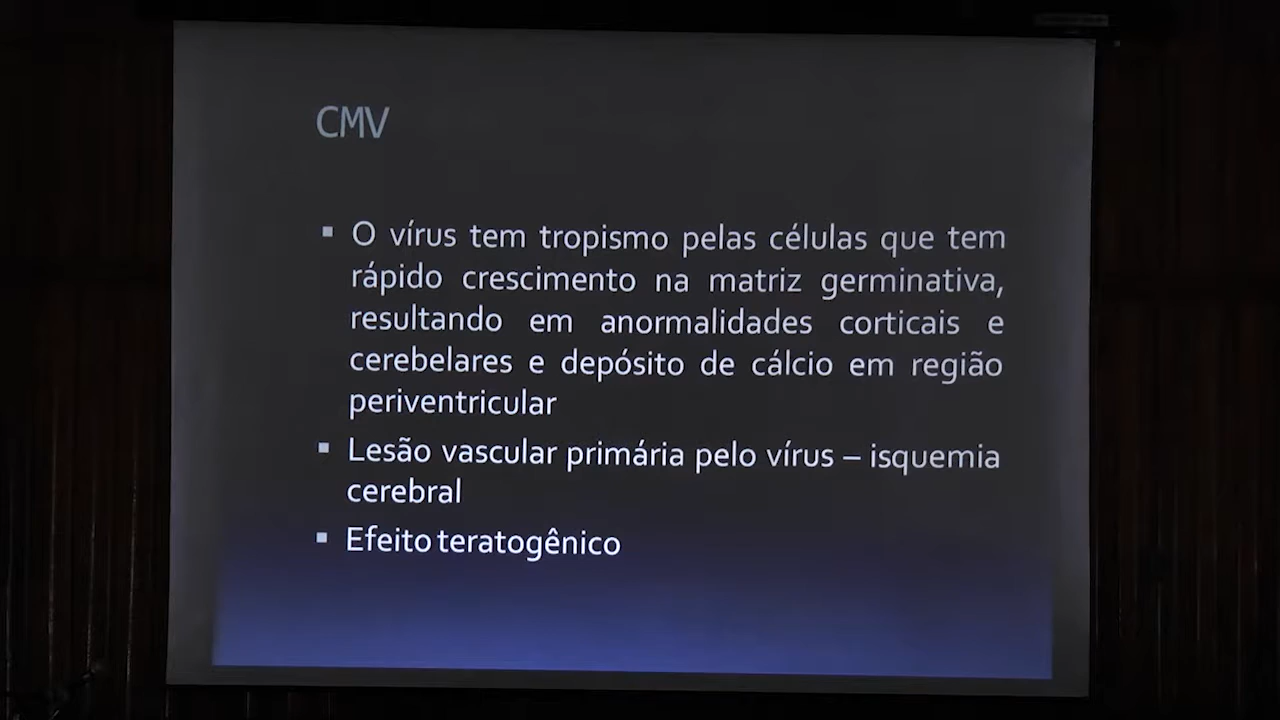 CMV
▪ O vírus tem tropismo pelas células que tem
rápido crescimento na matriz germinativa,
resultando em anormalidades corticais e
cerebelares e depósito de cálcio em região
periventricular
▪ Lesão vascular primária pelo vírus – isquemia
cerebral
▪ Efeito teratogênico